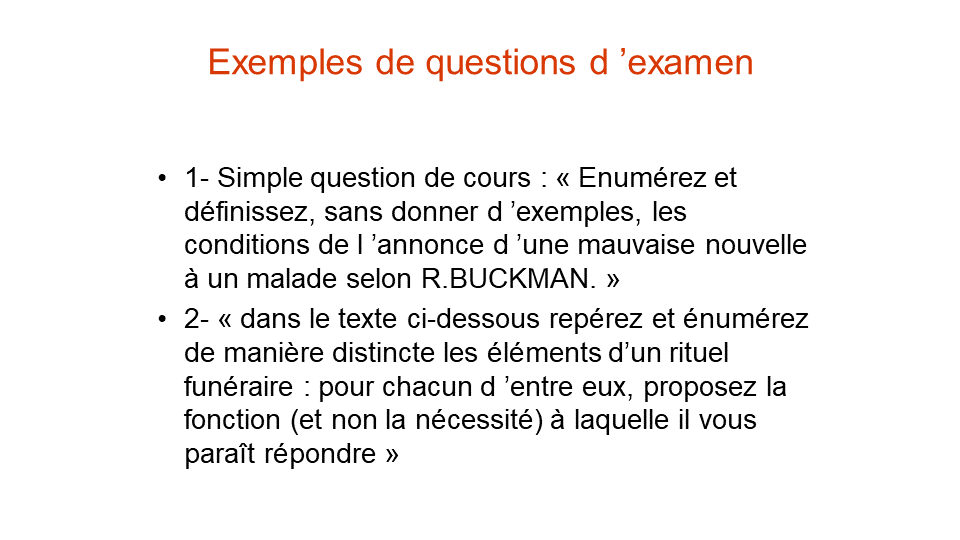 Exemples de questions d ’examen
• 1- Simple question de cours : « Enumérez et
définissez, sans donner d ’exemples, les
conditions de l ’annonce d ’une mauvaise nouvelle
à un malade selon R.BUCKMAN. »
• 2- « dans le texte ci-dessous repérez et énumérez
de manière distincte les éléments d’un rituel
funéraire : pour chacun d ’entre eux, proposez la
fonction (et non la nécessité) à laquelle il vous
paraît répondre »